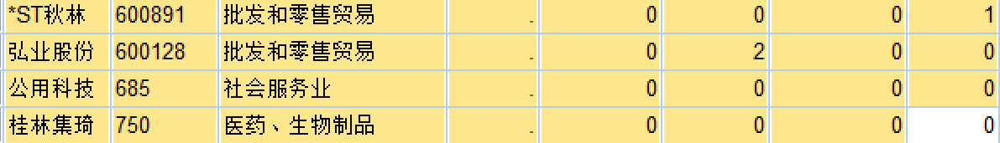 *ST秋林 600891 批发和零售贸易 . 0 0 0 1
弘业股份 600128 批发和零售贸易 . 0 2 0 0
公用科技 685 社会服务业 . 0 0 0 0
桂林集琦 750 医药、生物制品 . 0 0 0 0